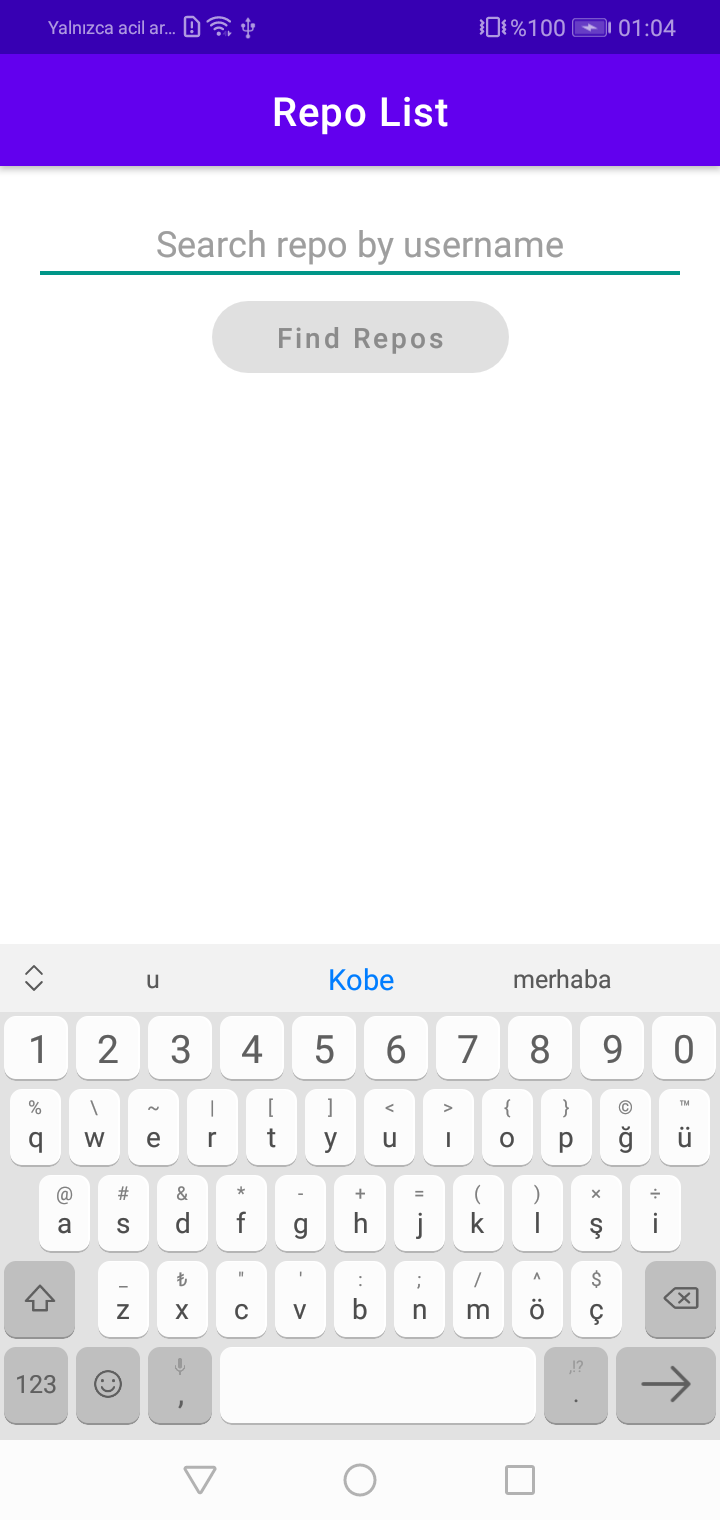 Yalnızca acil ar... %100 01:04
Repo List
Search repo by username
Find Repos
u Kobe merhaba
1 2 3 4 5 6 7 8 9 0
% \ ~ | [ ] < > { } © ™
q w e r t y u ı o p ğ ü
@ # & * - + = ( ) × ÷
a s d f g h j k l ş i
_ ₺ " ' : ; / ^ $
z x c v b n m ö ç
,!?
123 , .